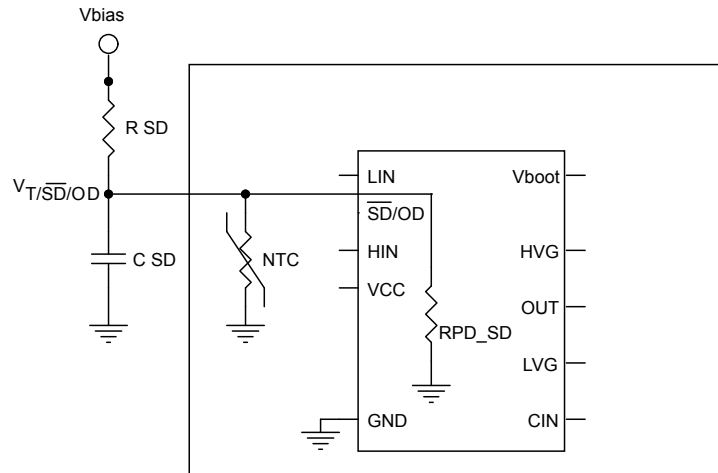 Vbias
R SD
VT/SD/OD
C SD
NTC
LIN
SD/OD
HIN
VCC
GND
RPD_SD
Vboot
HVG
OUT
LVG
CIN